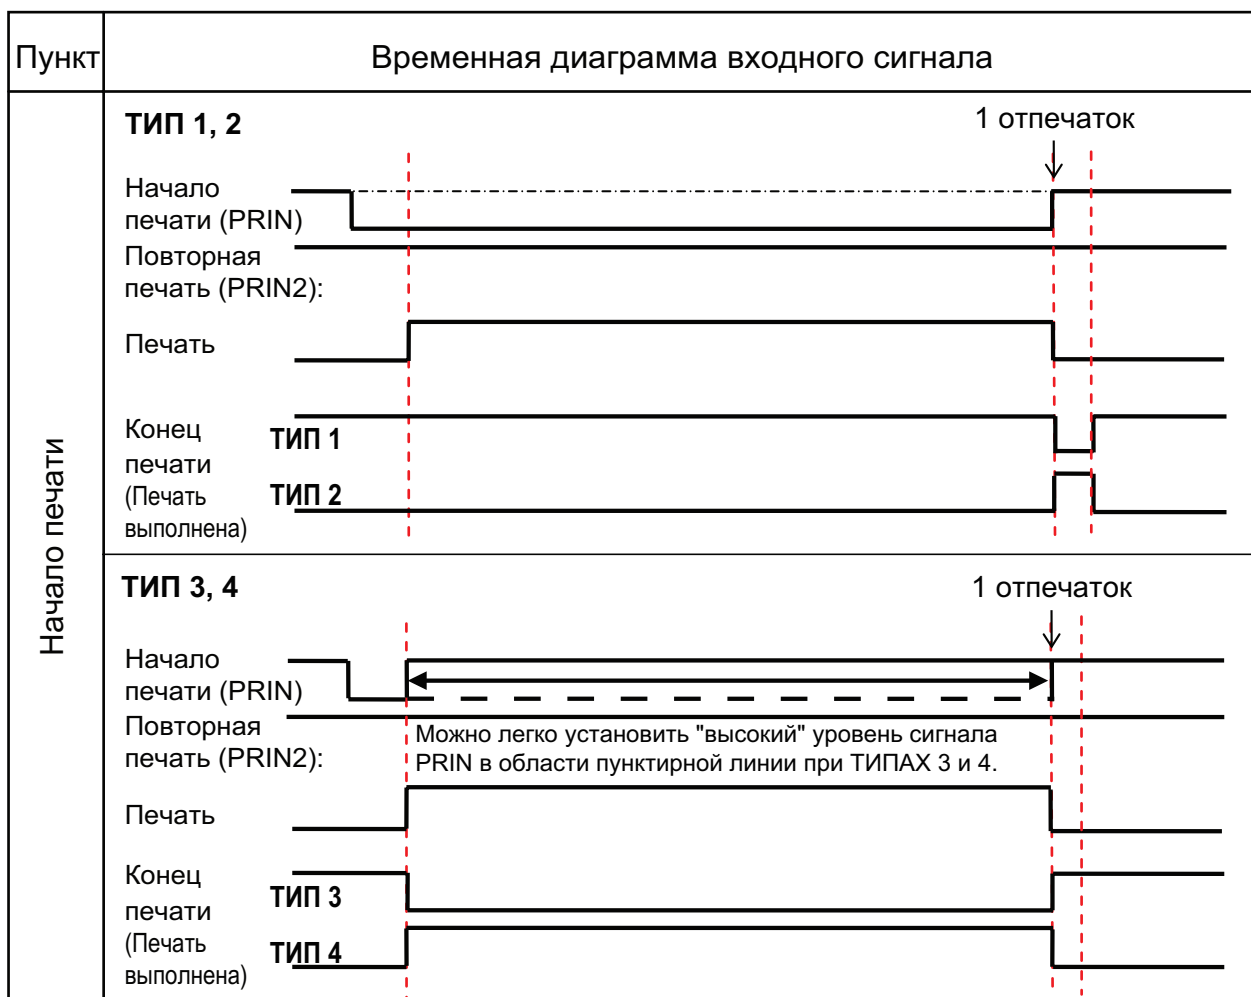 Пункт
Временная диаграмма входного сигнала
Начало печати
ТИП 1, 2
1 отпечаток
Начало
печати (PRIN)
Повторная
печать (PRIN2):
Печать
Конец
печати
(Печать
выполнена)
ТИП 1
ТИП 2
ТИП 3, 4
1 отпечаток
Начало
печати (PRIN)
Повторная
печать (PRIN2):
Можно легко установить "высокий" уровень сигнала
PRIN в области пунктирной линии при ТИПАХ 3 и 4.
Печать
Конец
печати
(Печать
выполнена)
ТИП 3
ТИП 4